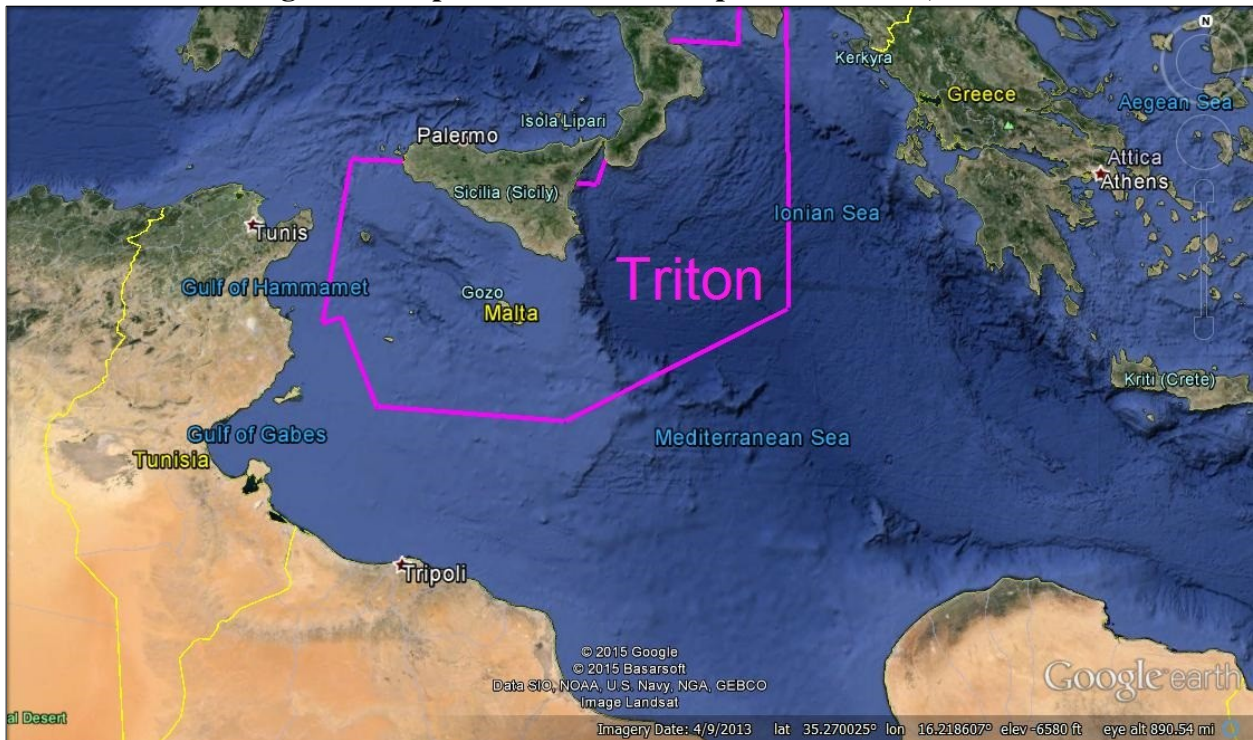 N
Kerkyra
Greece
Aegean Sea
Isola Lipari
Palermo
Attica
Athens
Sicilia (Sicily)
Ionian Sea
Tunis
Triton
Gulf of Hammamet
Gozo
Malta
Kriti (Crete)
Gulf of Gabes
Mediterranean Sea
Tunisia
Tripoli
© 2015 Google
© 2015 Basarsoft
Data SIO, NOAA, U.S. Navy, NGA, GEBCO
Image Landsat
Google earth
al Desert
Imagery Date: 4/9/2013 lat 35.270025° lon 16.218607° elev -6580 ft eye alt 890.54 mi